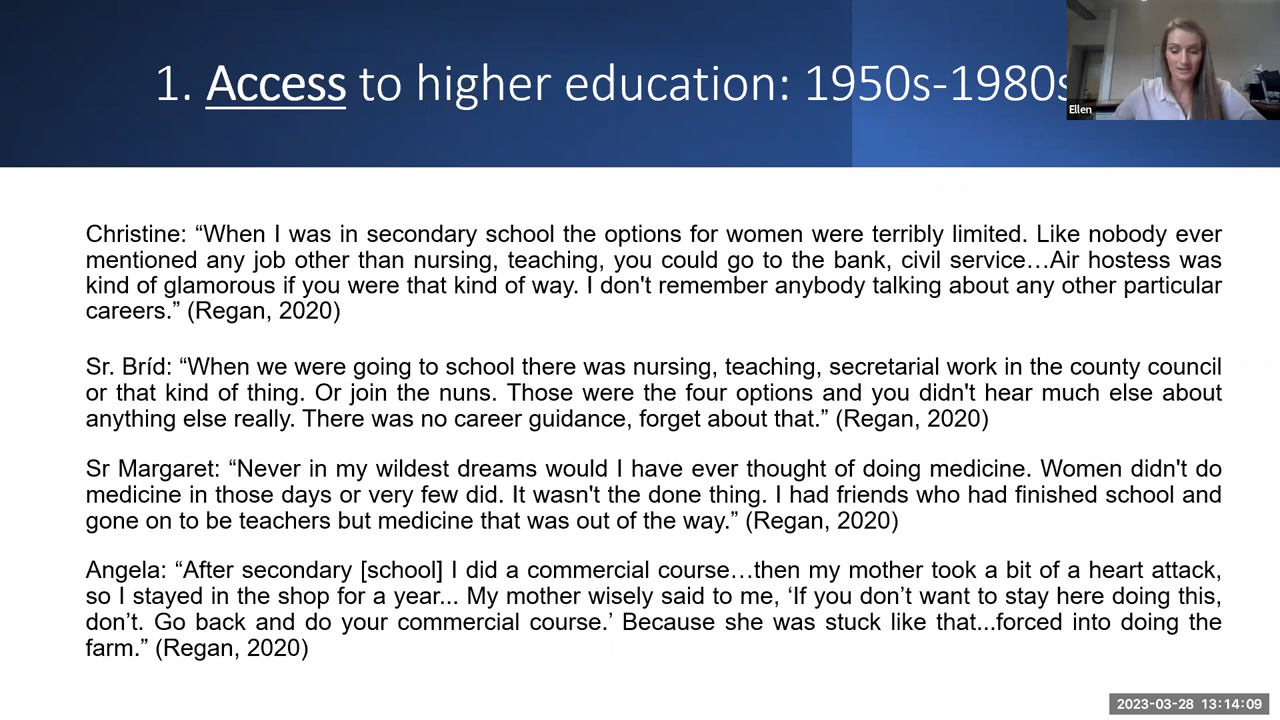 1. Access to higher education: 1950s-1980s
Ellen
Christine: “When I was in secondary school the options for women were terribly limited. Like nobody ever
mentioned any job other than nursing, teaching, you could go to the bank, civil service…Air hostess was
kind of glamorous if you were that kind of way. I don't remember anybody talking about any other particular
careers.” (Regan, 2020)
Sr. Bríd: “When we were going to school there was nursing, teaching, secretarial work in the county council
or that kind of thing. Or join the nuns. Those were the four options and you didn't hear much else about
anything else really. There was no career guidance, forget about that.” (Regan, 2020)
Sr Margaret: “Never in my wildest dreams would I have ever thought of doing medicine. Women didn't do
medicine in those days or very few did. It wasn't the done thing. I had friends who had finished school and
gone on to be teachers but medicine that was out of the way.” (Regan, 2020)
Angela: “After secondary [school] I did a commercial course…then my mother took a bit of a heart attack,
so I stayed in the shop for a year... My mother wisely said to me, ‘If you don’t want to stay here doing this,
don’t. Go back and do your commercial course.’ Because she was stuck like that...forced into doing the
farm.” (Regan, 2020)
2023-03-28 13:14:09